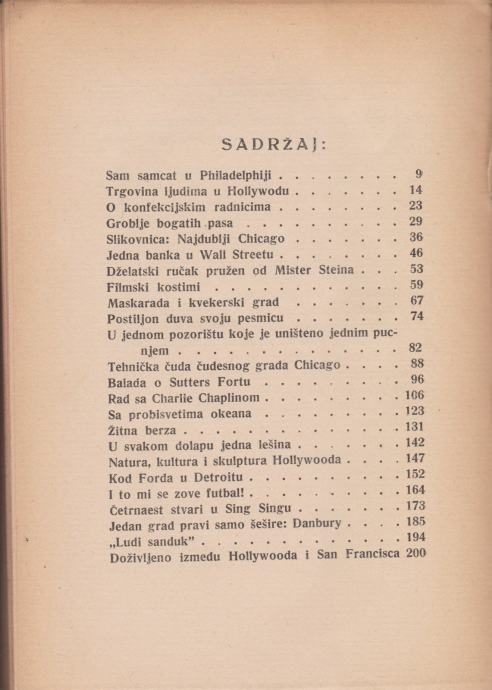 SADRŽAJ:
Sam samcat u Philadelphiji . . . . . . . . 9
Trgovina ljudima u Hollywodu . . . . . . . 14
O konfekcijskim radnicima . . . . . . . . 23
Groblje bogatih pasa . . . . . . . . . 29
Slikovnica: Najdublji Chicago . . . . . . . 36
Jedna banka u Wall Streetu . . . . . . . . 46
Dželatski ručak pružen od Mister Steina . . . 53
Filmski kostimi . . . . . . . . . . . 59
Maskarada i kvekerski grad . . . . . . . 67
Postiljon duva svoju pesmicu . . . . . . . 74
U jednom pozorištu koje je uništeno jednim puc-
njem . . . . . . . . . . . . . 82
Tehnička čuda čudesnog grada Chicago . . . . 88
Balada o Sutters Fortu . . . . . . . . . 96
Rad sa Charlie Chaplinom . . . . . . . . 106
Sa probisvetima okeana . . . . . . . . 123
Žitna berza . . . . . . . . . . . . 131
U svakom dolapu jedna lešina . . . . . . . 142
Natura, kultura i skulptura Hollywooda . . . . 147
Kod Forda u Detroitu . . . . . . . . . 152
I to mi se zove futbal! . . . . . . . . . 164
Četrnaest stvari u Sing Singu . . . . . . . 173
Jedan grad pravi samo šešire: Danbury . . . . 185
„Ludi sanduk” . . . . . . . . . . . 194
Doživljeno između Hollywooda i San Francisca 200